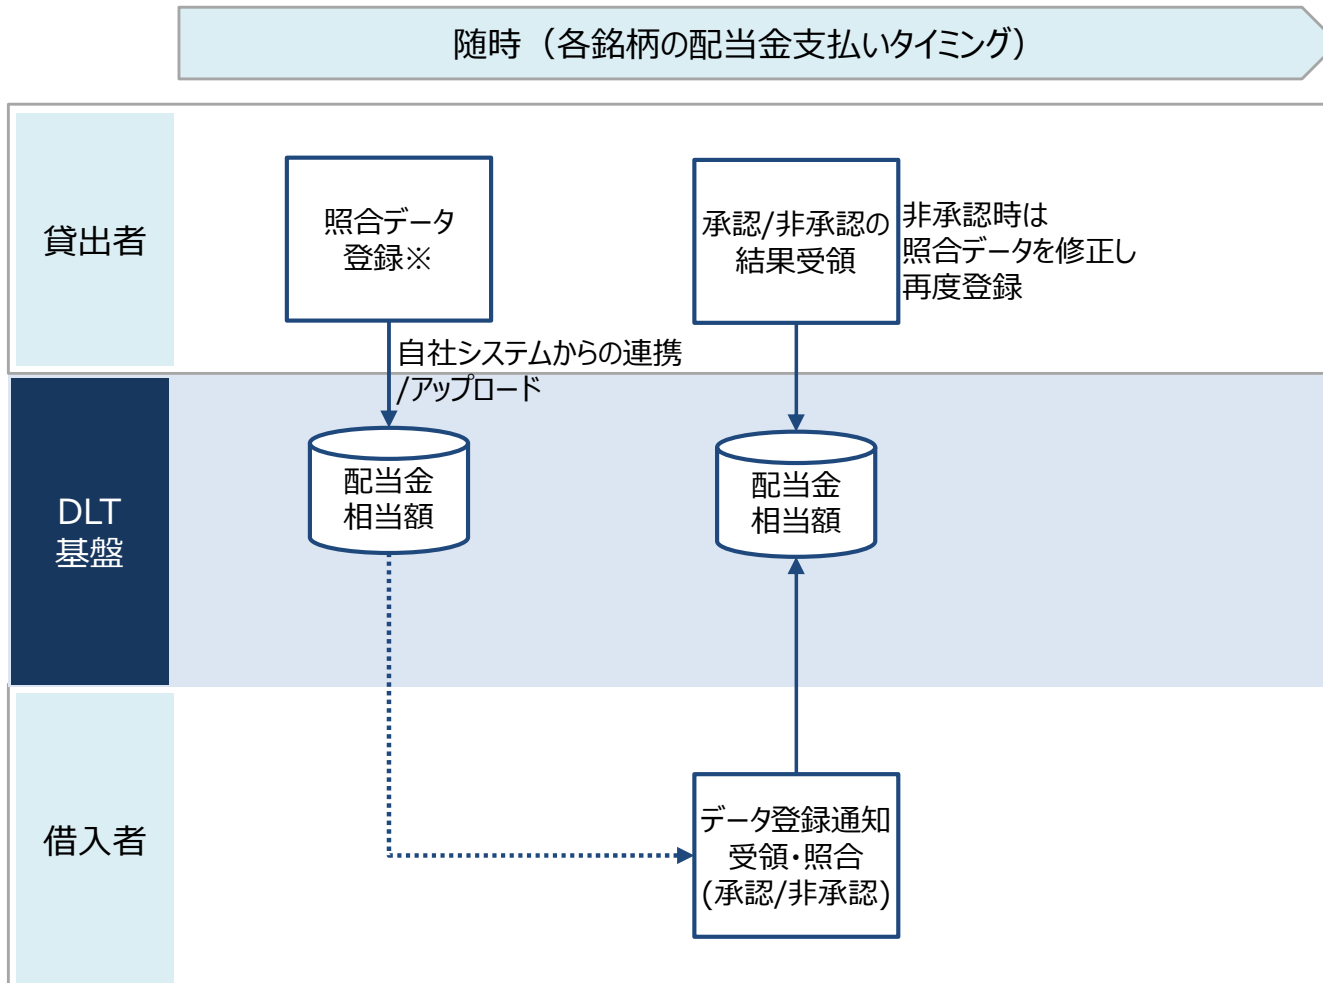 随時（各銘柄の配当金支払いタイミング）
貸出者
照合データ
登録※
承認/非承認の
結果受領
非承認時は
照合データを修正し
再度登録
自社システムからの連携
/アップロード
DLT
基盤
配当金
相当額
配当金
相当額
借入者
データ登録通知
受領・照合
(承認/非承認)